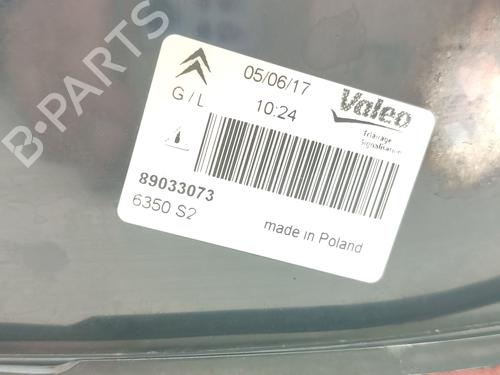 05/06/17
G/L
10:24
Valeo
Eclairage
Signalisation
89033073
6350 S2
made in Poland
B-PARTS